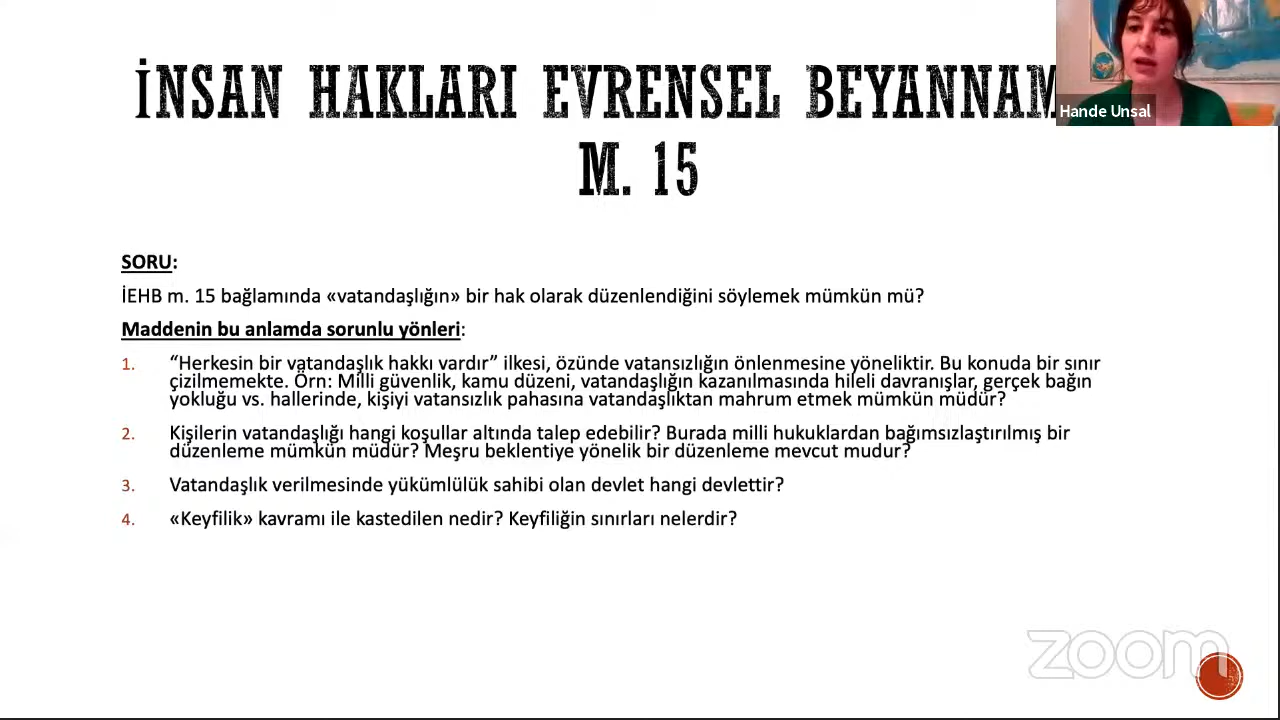 İNSAN HAKLARI EVRENSEL BEYANNAM
M. 15
Hande Unsal
SORU:
İEHB m. 15 bağlamında «vatandaşlığın» bir hak olarak düzenlendiğini söylemek mümkün mü?
Maddenin bu anlamda sorunlu yönleri:
1. “Herkesin bir vatandaşlık hakkı vardır” ilkesi, özünde vatansızlığın önlenmesine yöneliktir. Bu konuda bir sınır
çizilmemekte. Örn: Milli güvenlik, kamu düzeni, vatandaşlığın kazanılmasında hileli davranışlar, gerçek bağın
yokluğu vs. hallerinde, kişiyi vatansızlık pahasına vatandaşlıktan mahrum etmek mümkün müdür?
2. Kişilerin vatandaşlığı hangi koşullar altında talep edebilir? Burada milli hukuklardan bağımsızlaştırılmış bir
düzenleme mümkün müdür? Meşru beklentiye yönelik bir düzenleme mevcut mudur?
3. Vatandaşlık verilmesinde yükümlülük sahibi olan devlet hangi devlettir?
4. «Keyfilik» kavramı ile kastedilen nedir? Keyfiliğin sınırları nelerdir?
zoom